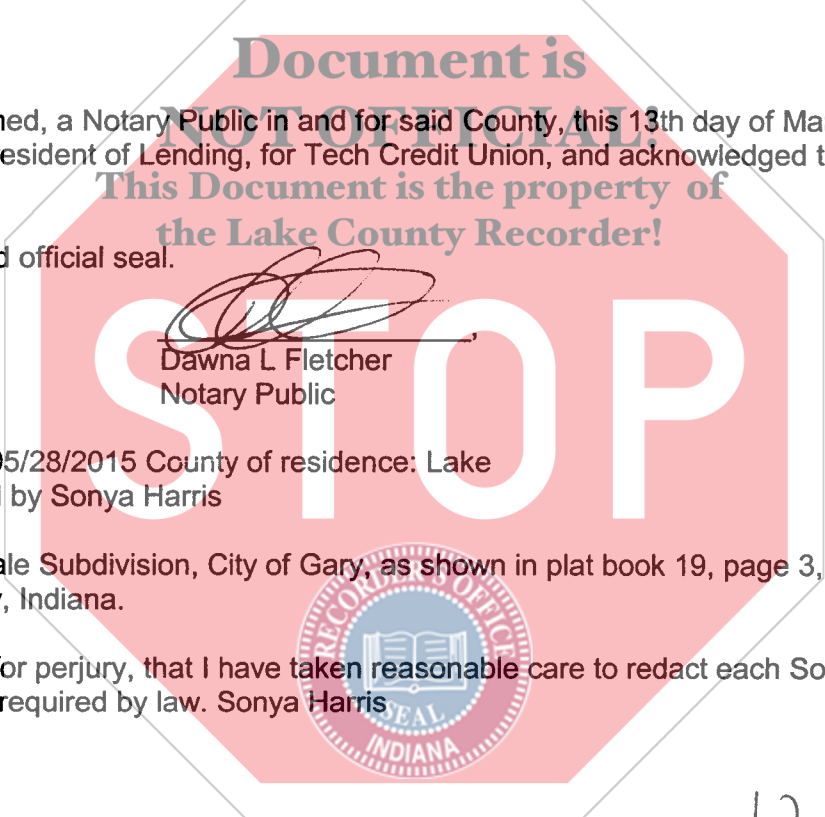 Document is
NOT OFFICIAL!
ned, a Notary Public in and for said County, this 13th day of Ma
esident of Lending, for Tech Credit Union, and acknowledged t
This Document is the property of
the Lake County Recorder!
d official seal.
STOP
Dawna L Fletcher
Notary Public
05/28/2015 County of residence: Lake
by Sonya Harris
ale Subdivision, City of Gary, as shown in plat book 19, page 3,
, Indiana.
RECORDER'S OFFICE
or perjury, that I have taken reasonable care to redact each So
required by law. Sonya Harris
SEAL
INDIANA